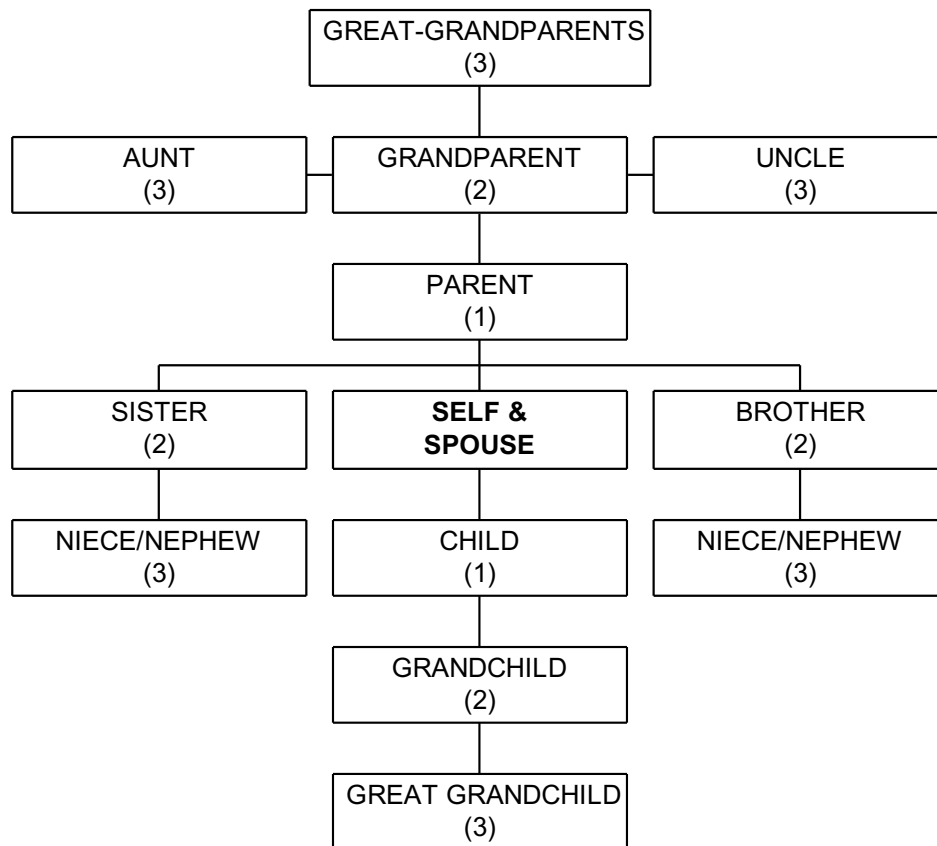 GREAT-GRANDPARENTS
(3)
AUNT
(3)
GRANDPARENT
(2)
UNCLE
(3)
PARENT
(1)
SISTER
(2)
SELF &
SPOUSE
BROTHER
(2)
NIECE/NEPHEW
(3)
CHILD
(1)
NIECE/NEPHEW
(3)
GRANDCHILD
(2)
GREAT GRANDCHILD
(3)